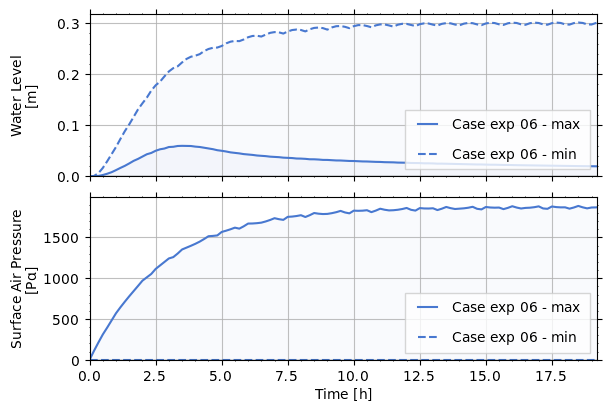 0.3
0.2
0.1
0.0
Water Level
[m]
Case exp 06 - max
Case exp 06 - min
1500
1000
500
0
Surface Air Pressure
[Pa]
Case exp 06 - max
Case exp 06 - min
0.0 2.5 5.0 7.5 10.0 12.5 15.0 17.5
Time [h]